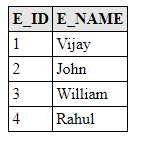 E_ID E_NAME
1 Vijay
2 John
3 William
4 Rahul